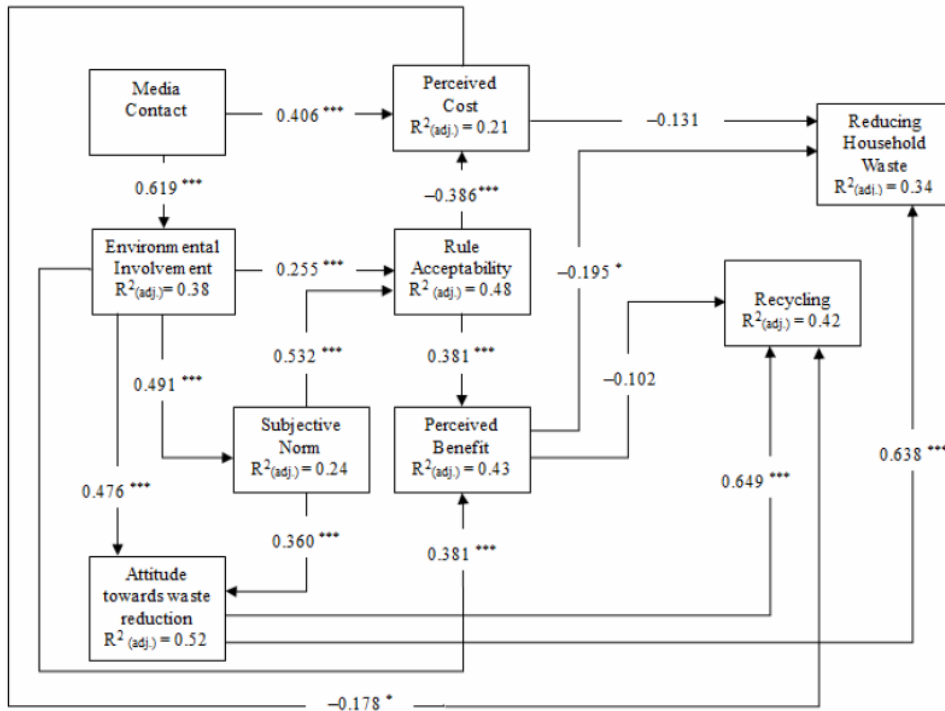 Media
Contact
0.406 ***
Perceived
Cost
R²(adj.) = 0.21
−0.131
Reducing
Household
Waste
R²(adj.) = 0.34
0.619 ***
−0.386***
Environmental
Involvement
R²(adj.)= 0.38
0.255 ***
Rule
Acceptability
R² (adj.) = 0.48
−0.195 *
Recycling
R²(adj.) = 0.42
0.532 ***
0.381 ***
−0.102
0.491 ***
Subjective
Norm
R²(adj.) = 0.24
Perceived
Benefit
R²(adj.) = 0.43
0.638 ***
0.649 ***
0.476 ***
0.360 ***
0.381 ***
Attitude
towards waste
reduction
R² (adj.) = 0.52
−0.178 *